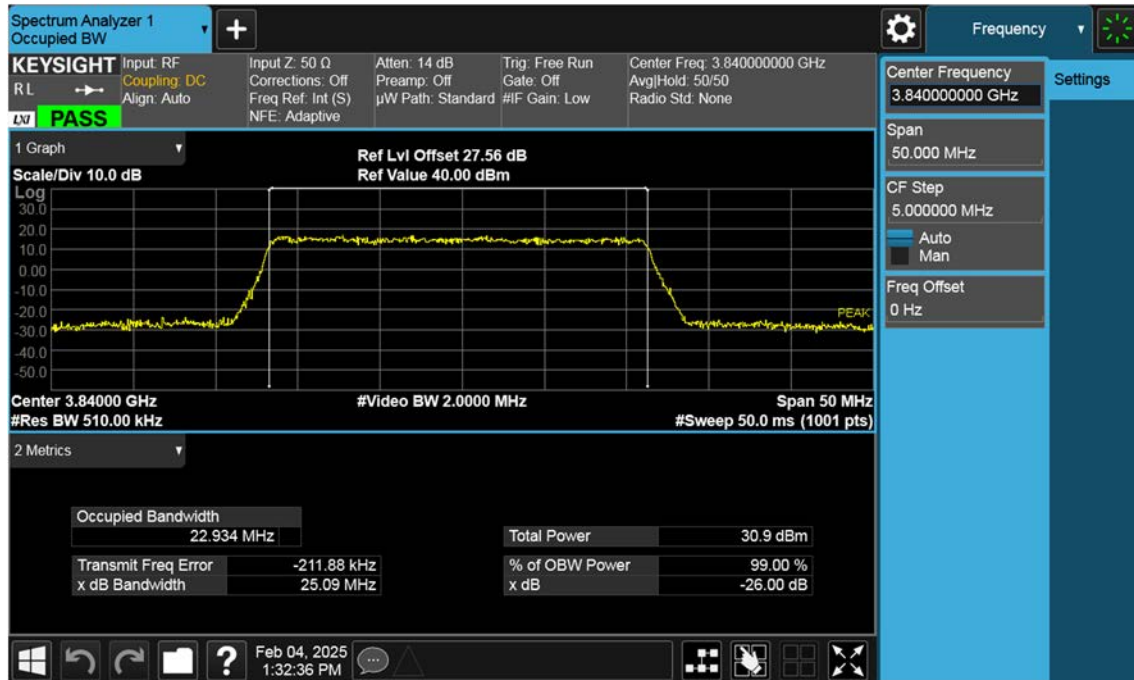 Spectrum Analyzer 1
Occupied BW
+
Frequency
KEYSIGHT
RL
LXI PASS
Input: RF
Coupling: DC
Align: Auto
Input Z: 50 Ω
Corrections: Off
Freq Ref: Int (S)
NFE: Adaptive
Atten: 14 dB
Preamp: Off
µW Path: Standard
Trig: Free Run
Gate: Off
#IF Gain: Low
Center Freq: 3.840000000 GHz
Avg|Hold: 50/50
Radio Std: None
1 Graph
Scale/Div 10.0 dB
Ref Lvl Offset 27.56 dB
Ref Value 40.00 dBm
Log
30.0
20.0
10.0
0.00
-10.0
-20.0
-30.0
-40.0
-50.0
PEAK
Center 3.84000 GHz
#Video BW 2.0000 MHz
Span 50 MHz
#Res BW 510.00 kHz
#Sweep 50.0 ms (1001 pts)
2 Metrics
Occupied Bandwidth
22.934 MHz
Total Power 30.9 dBm
Transmit Freq Error -211.88 kHz
% of OBW Power 99.00 %
x dB Bandwidth 25.09 MHz
x dB -26.00 dB
Center Frequency
3.840000000 GHz
Settings
Span
50.000 MHz
CF Step
5.000000 MHz
Auto
Man
Freq Offset
0 Hz
?
Feb 04, 2025
1:32:36 PM